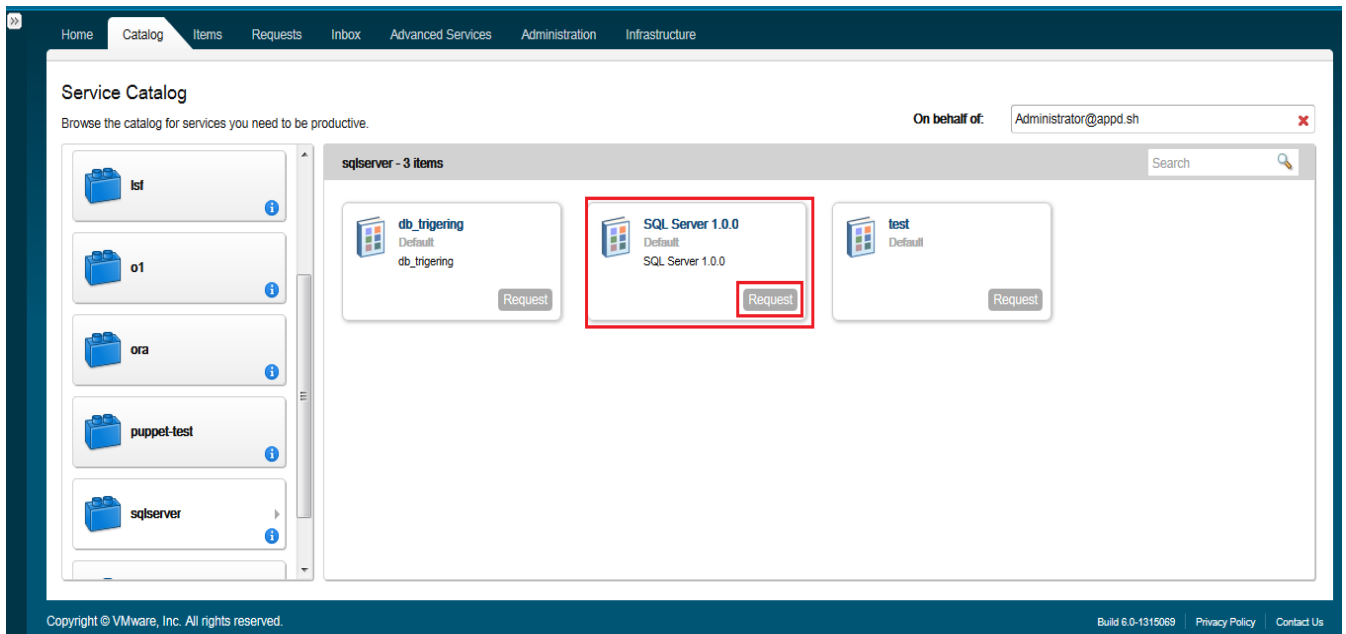 Home Catalog Items Requests Inbox Advanced Services Administration Infrastructure
Service Catalog
Browse the catalog for services you need to be productive.
On behalf of: Administrator@appd.sh
lsf
o1
ora
puppet-test
sqlserver
sqlserver - 3 items
Search
db_trigering
Default
db_trigering
Request
SQL Server 1.0.0
Default
SQL Server 1.0.0
Request
test
Default
Request
Copyright © VMware, Inc. All rights reserved.
Build 6.0-1315069 Privacy Policy Contact Us